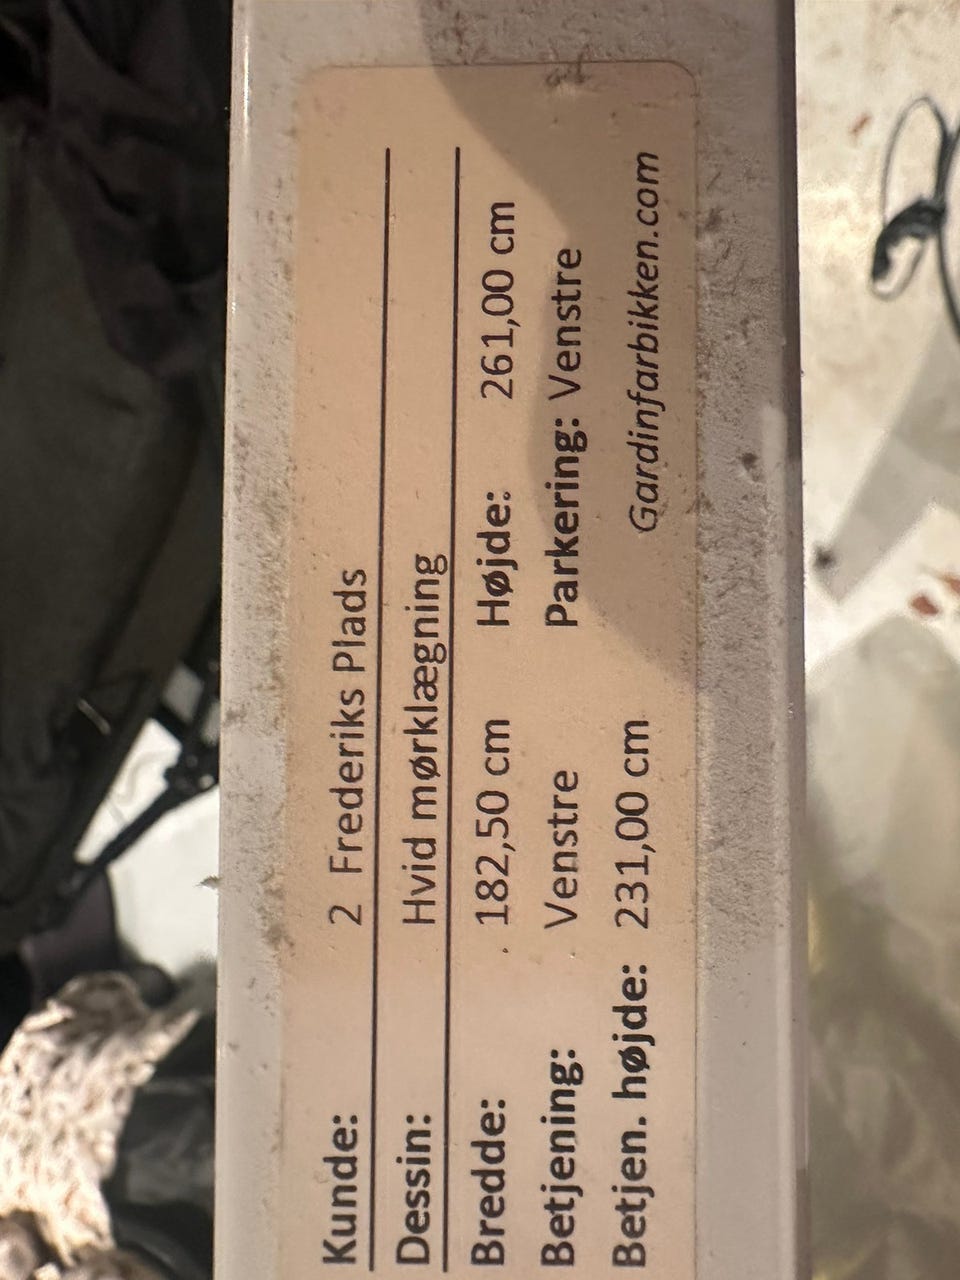 Kunde: 2 Frederiks Plads
Dessin: Hvid mørklægning
Bredde: 182,50 cm Højde: 261,00 cm
Betjening: Venstre Parkering: Venstre
Betjen. højde: 231,00 cm
Gardinfarbikken.com